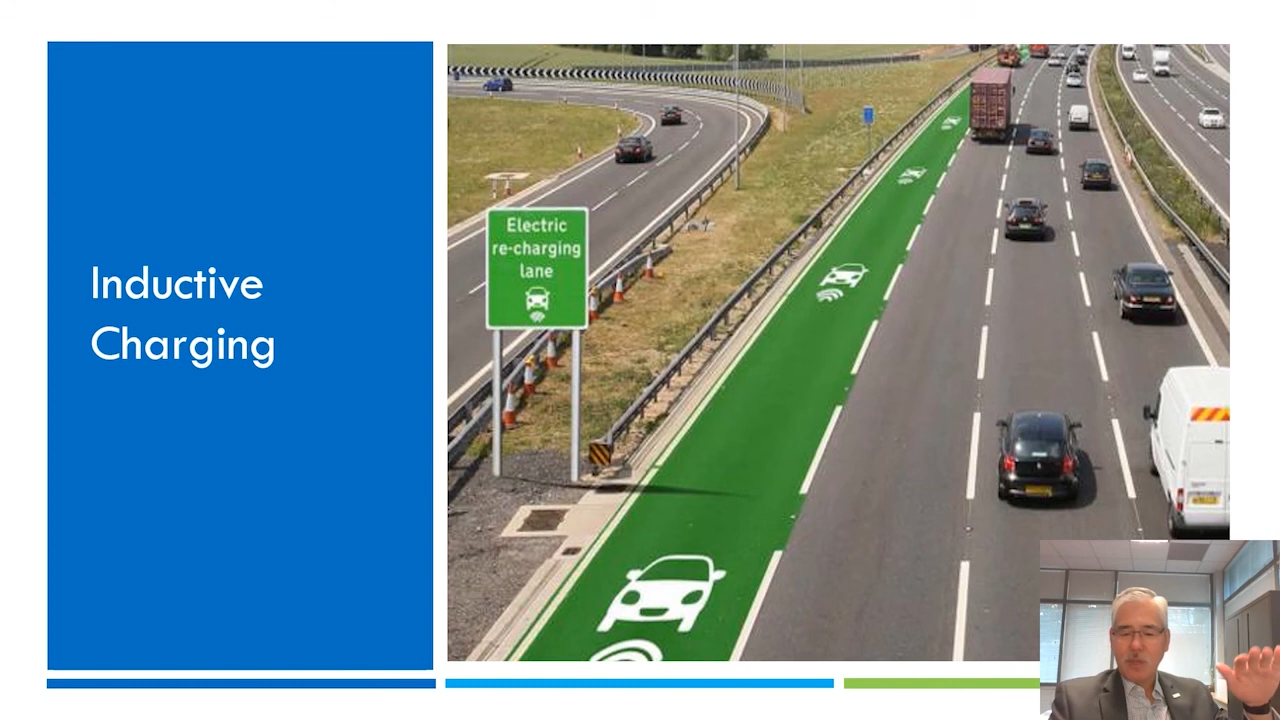 Inductive
Charging
Electric
re-charging
lane